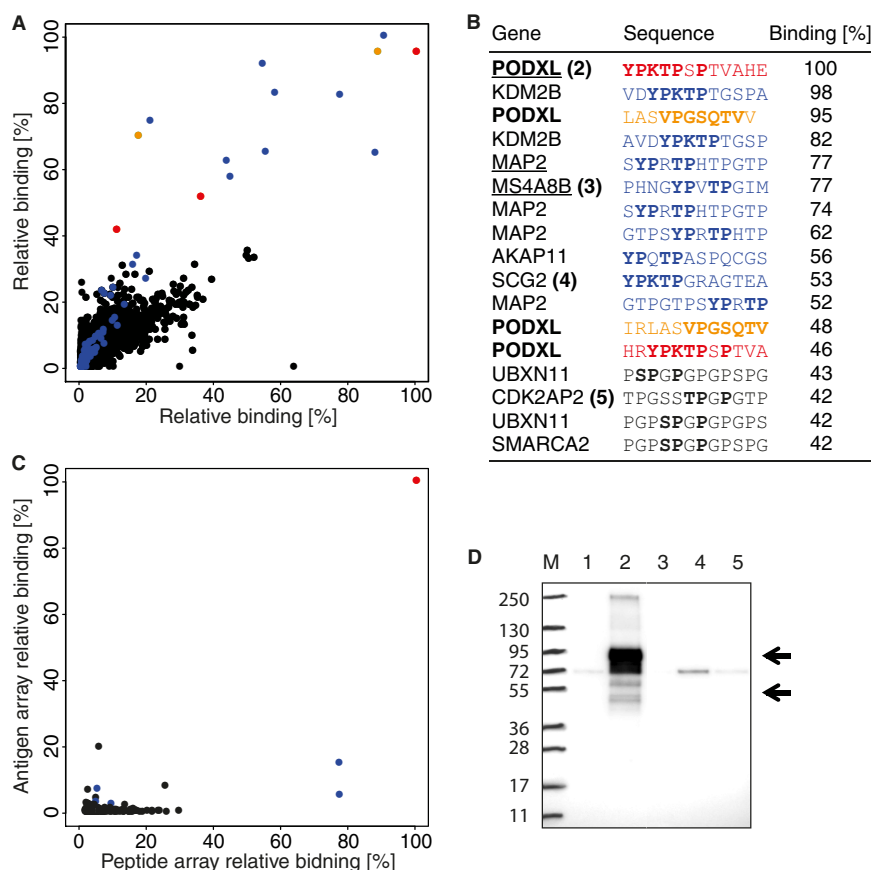 A
Relative binding [%]
100
80
60
40
20
0
0 20 40 60 80 100
Relative binding [%]
B
Gene Sequence Binding [%]
PODXL (2) YPKTPSPTVAHE 100
KDM2B VDYPKTPTGSPA 98
PODXL LASVPGSQTVV 95
KDM2B AVDYPKTPTGSP 82
MAP2 SYPRTPHTPGTP 77
MS4A8B (3) PHNGYPVTPGIM 77
MAP2 SYPRTPHTPGTP 74
MAP2 GTPSYPRTPHTP 62
AKAP11 YPQTPASPQCGS 56
SCG2 (4) YPKTPGRAGTEA 53
MAP2 GTPGTPSYPRTP 52
PODXL IRLASVPGSQTV 48
PODXL HRYPKTPSPTVA 46
UBXN11 PSPGPGPGPSPG 43
CDK2AP2 (5) TPGSSTPGPGTP 42
UBXN11 PGPSPGPGPGPS 42
SMARCA2 PGPSPGPGPSPG 42
C
Antigen array relative binding [%]
100
80
60
40
20
0
0 20 40 60 80 100
Peptide array relative bidning [%]
D
M 1 2 3 4 5
250
130
95
72
55
36
28
17
11